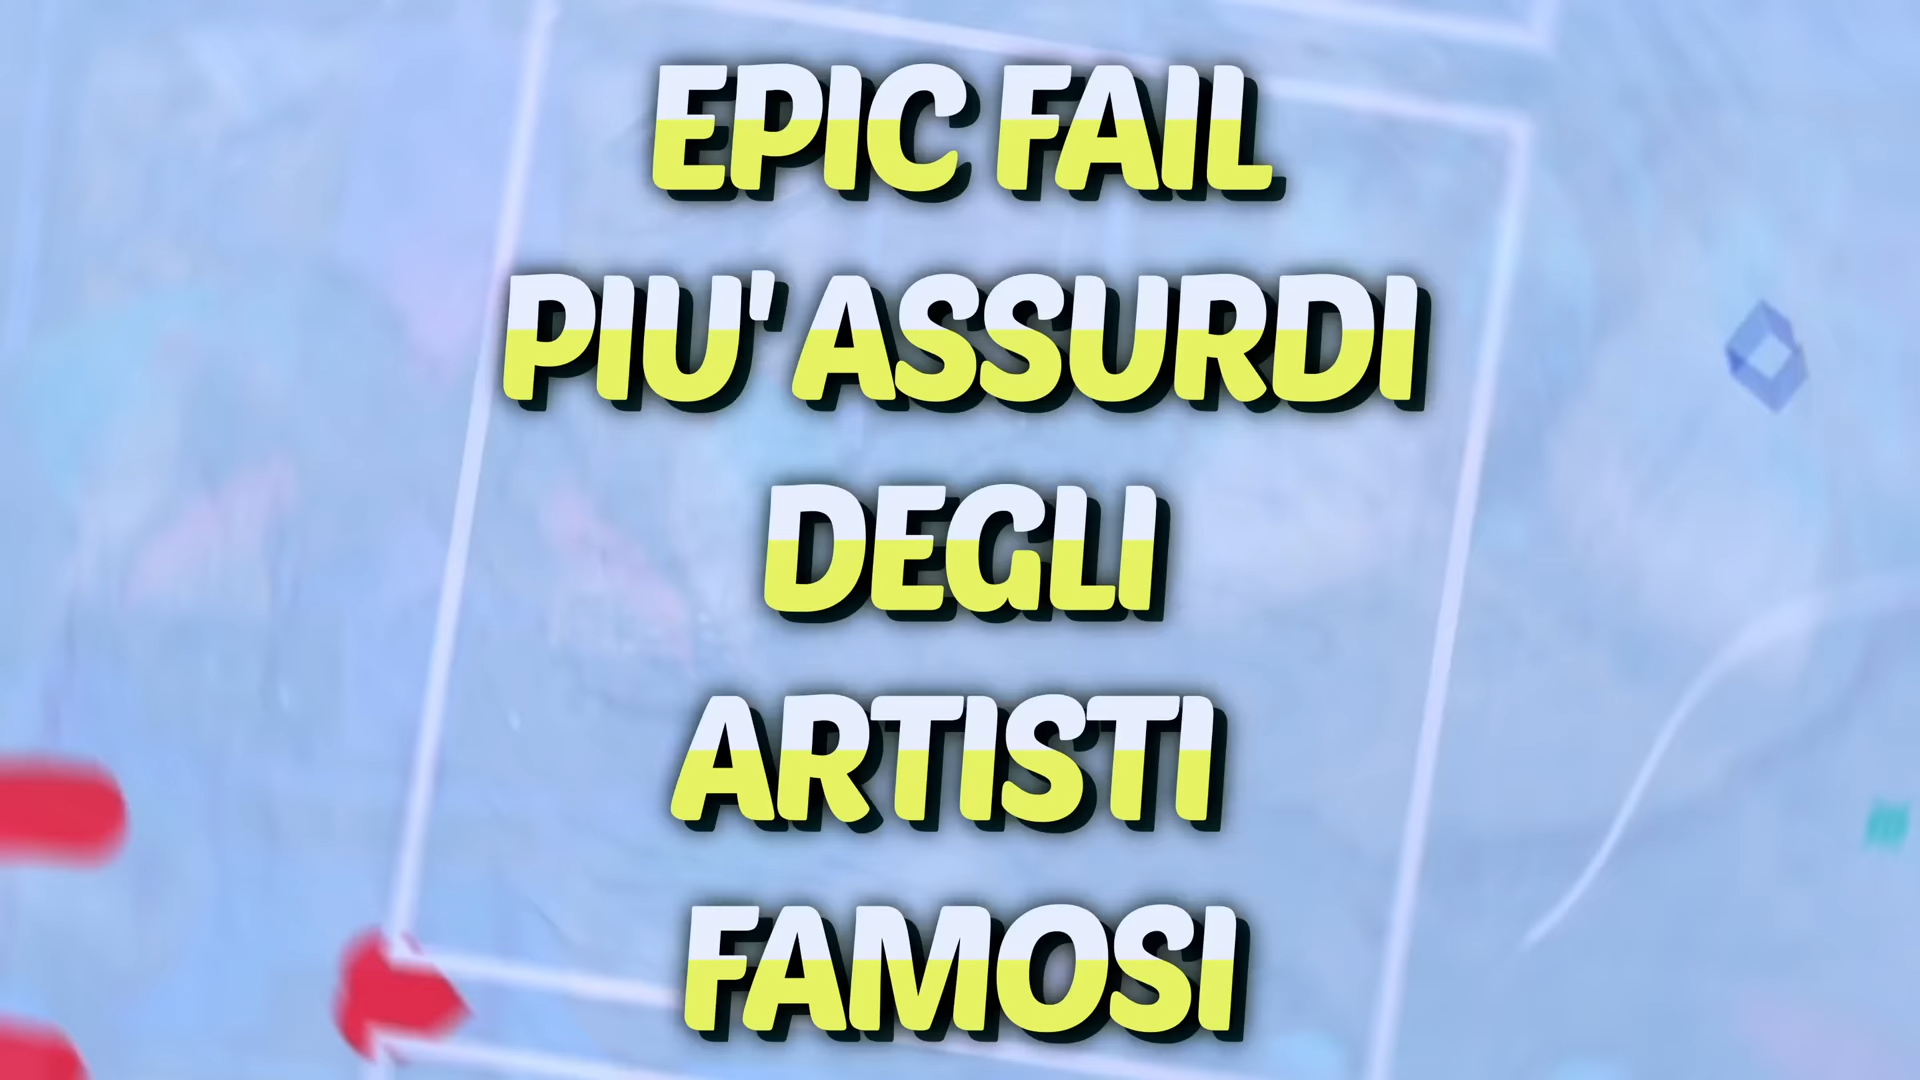 EPIC FAIL
PIU' ASSURDI
DEGLI
ARTISTI
FAMOSI